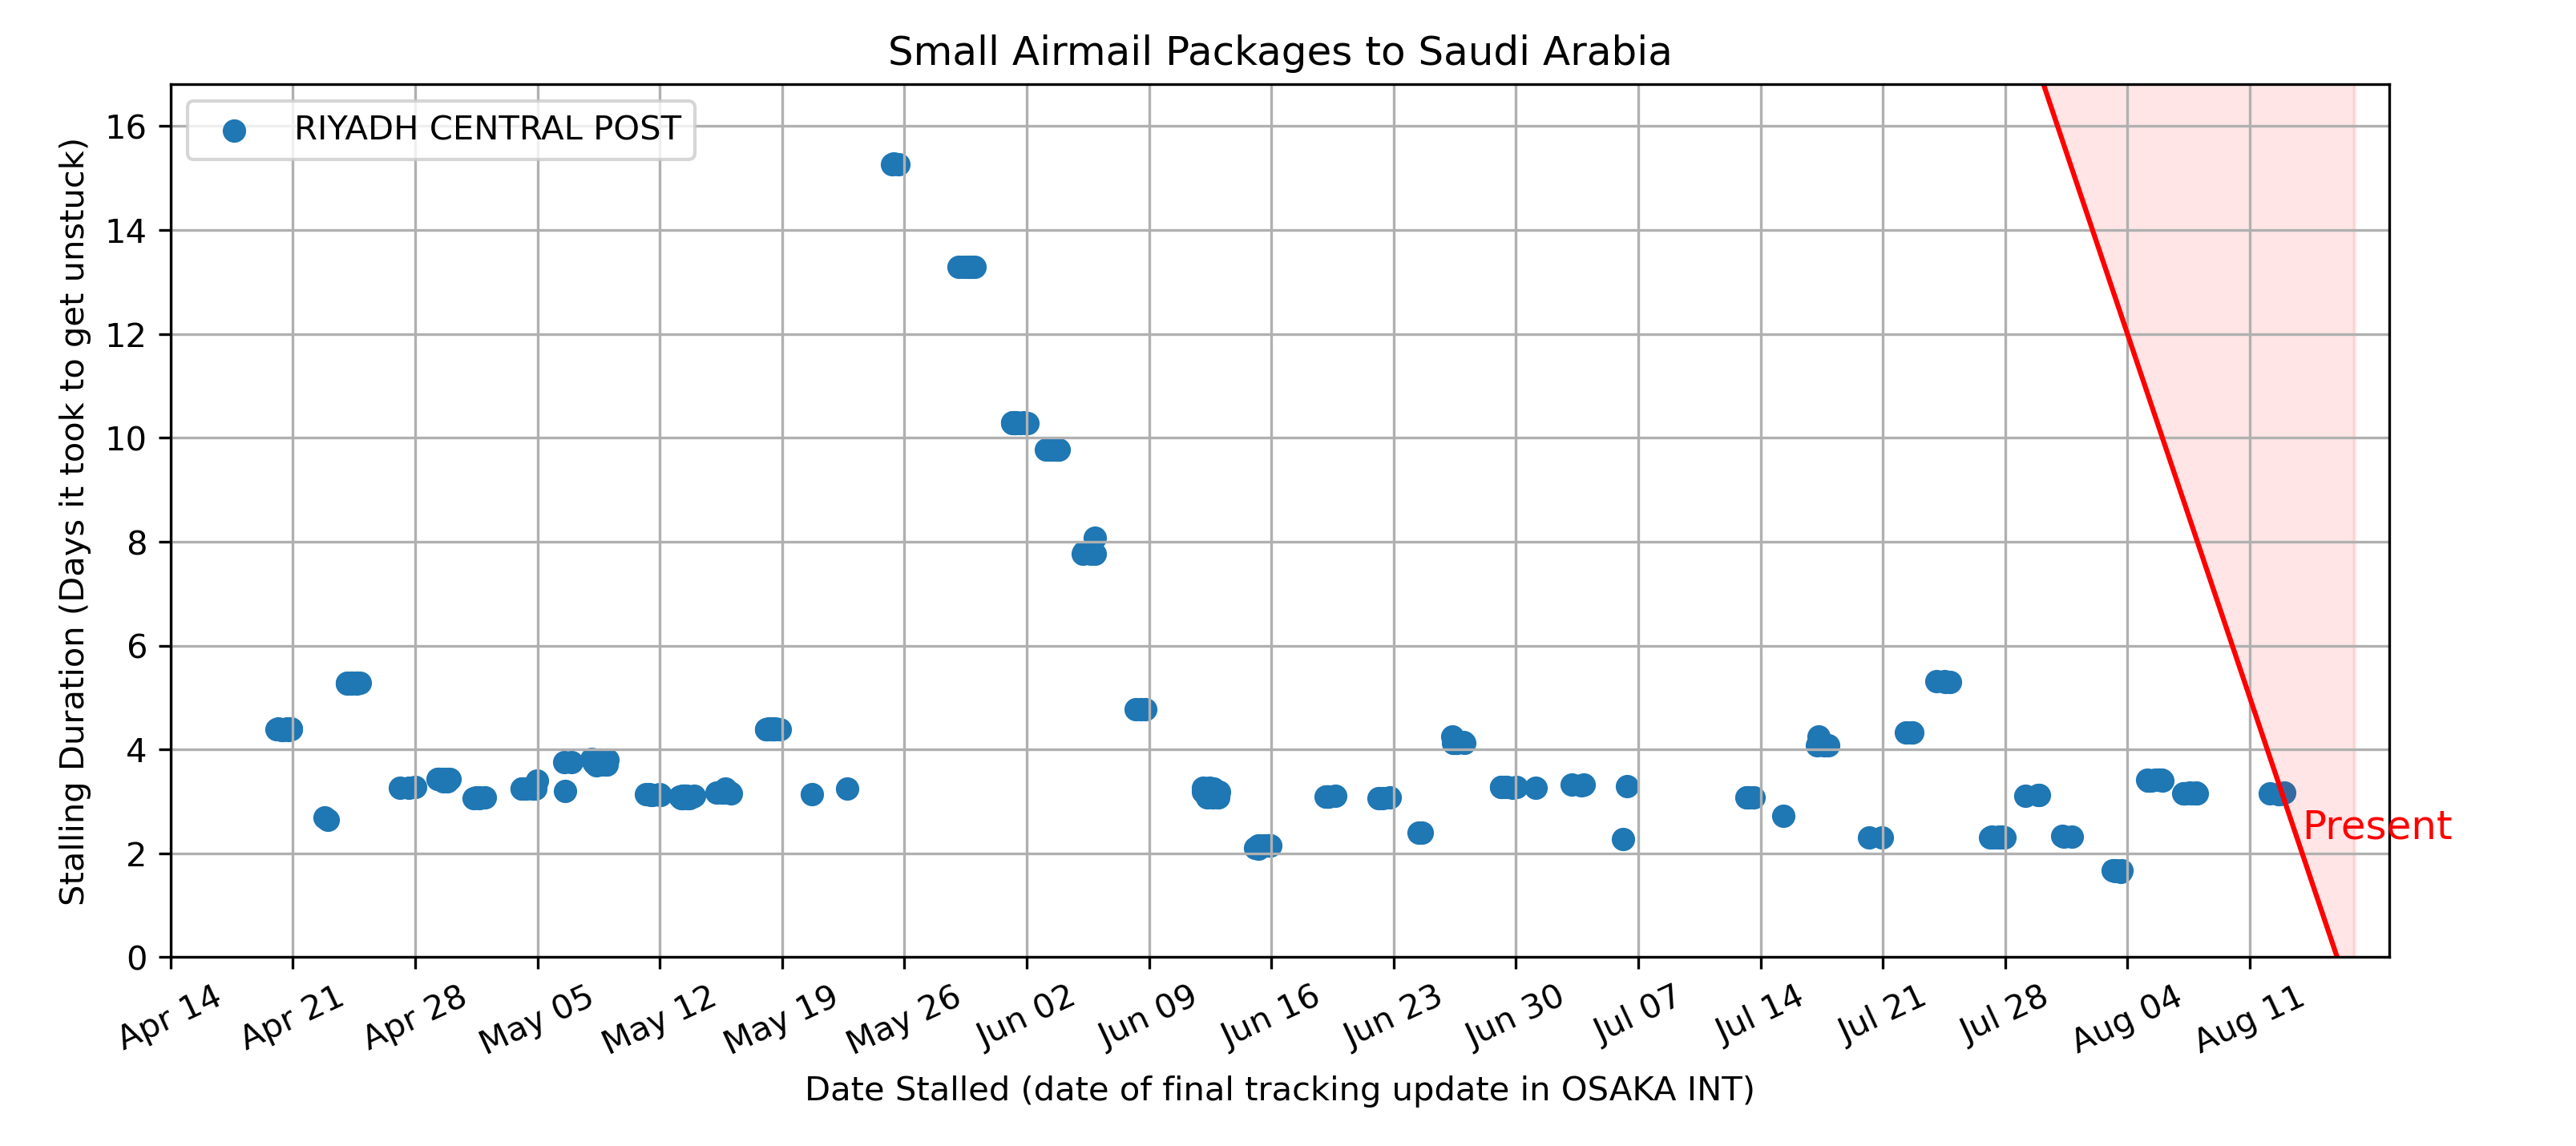 Small Airmail Packages to Saudi Arabia
RIYADH CENTRAL POST
Stalling Duration (Days it took to get unstuck)
16
14
12
10
8
6
4
2
0
Present
Apr 14 Apr 21 Apr 28 May 05 May 12 May 19 May 26 Jun 02 Jun 09 Jun 16 Jun 23 Jun 30 Jul 07 Jul 14 Jul 21 Jul 28 Aug 04 Aug 11
Date Stalled (date of final tracking update in OSAKA INT)